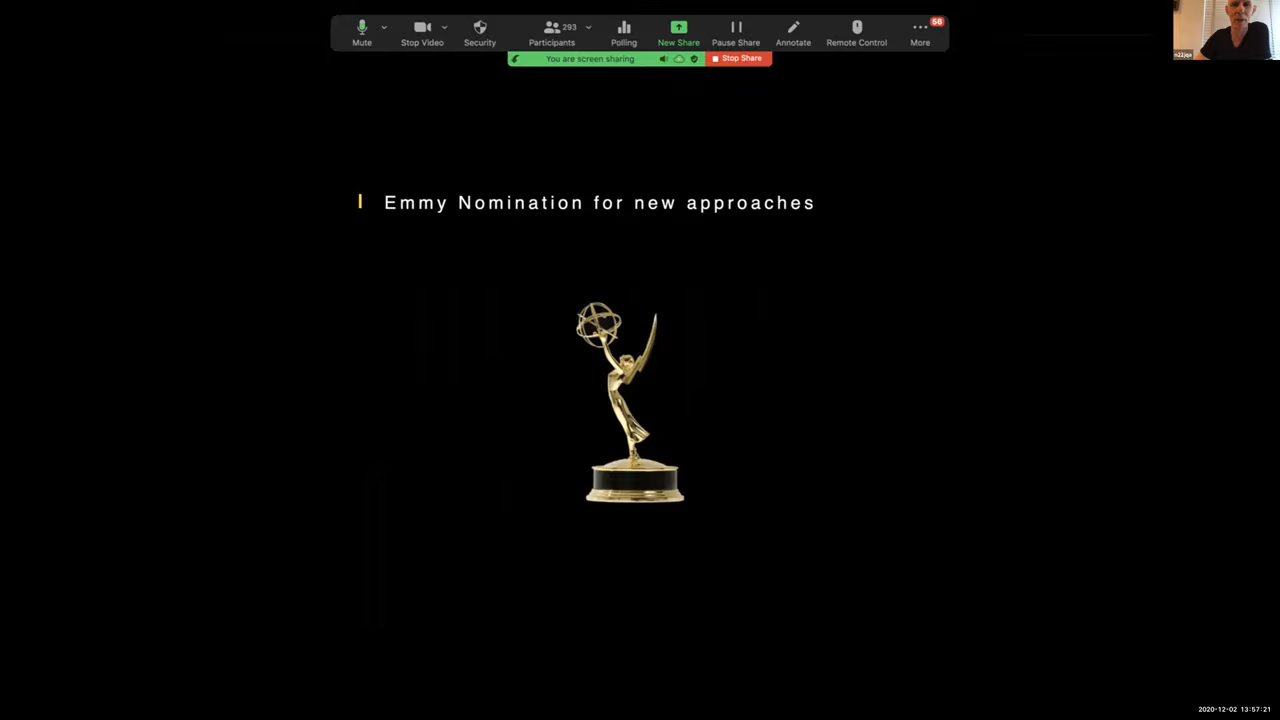 293
56
Mute
Stop Video
Security
Participants
Polling
New Share
Pause Share
Annotate
Remote Control
More
You are screen sharing
Stop Share
Emmy Nomination for new approaches
2020-12-02 13:57:21